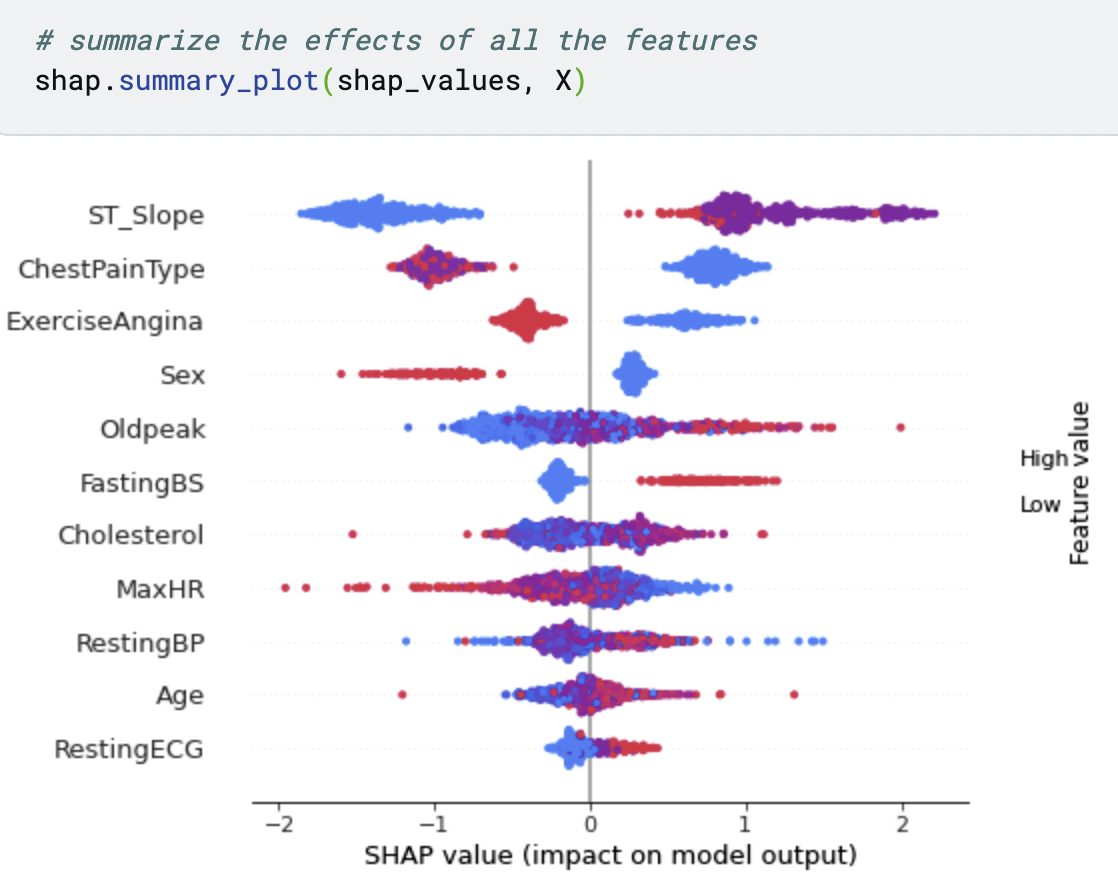 # summarize the effects of all the features
shap.summary_plot(shap_values, X)
ST_Slope
ChestPainType
ExerciseAngina
Sex
Oldpeak
FastingBS
Cholesterol
MaxHR
RestingBP
Age
RestingECG
−2 −1 0 1 2
SHAP value (impact on model output)
High
Low
Feature value